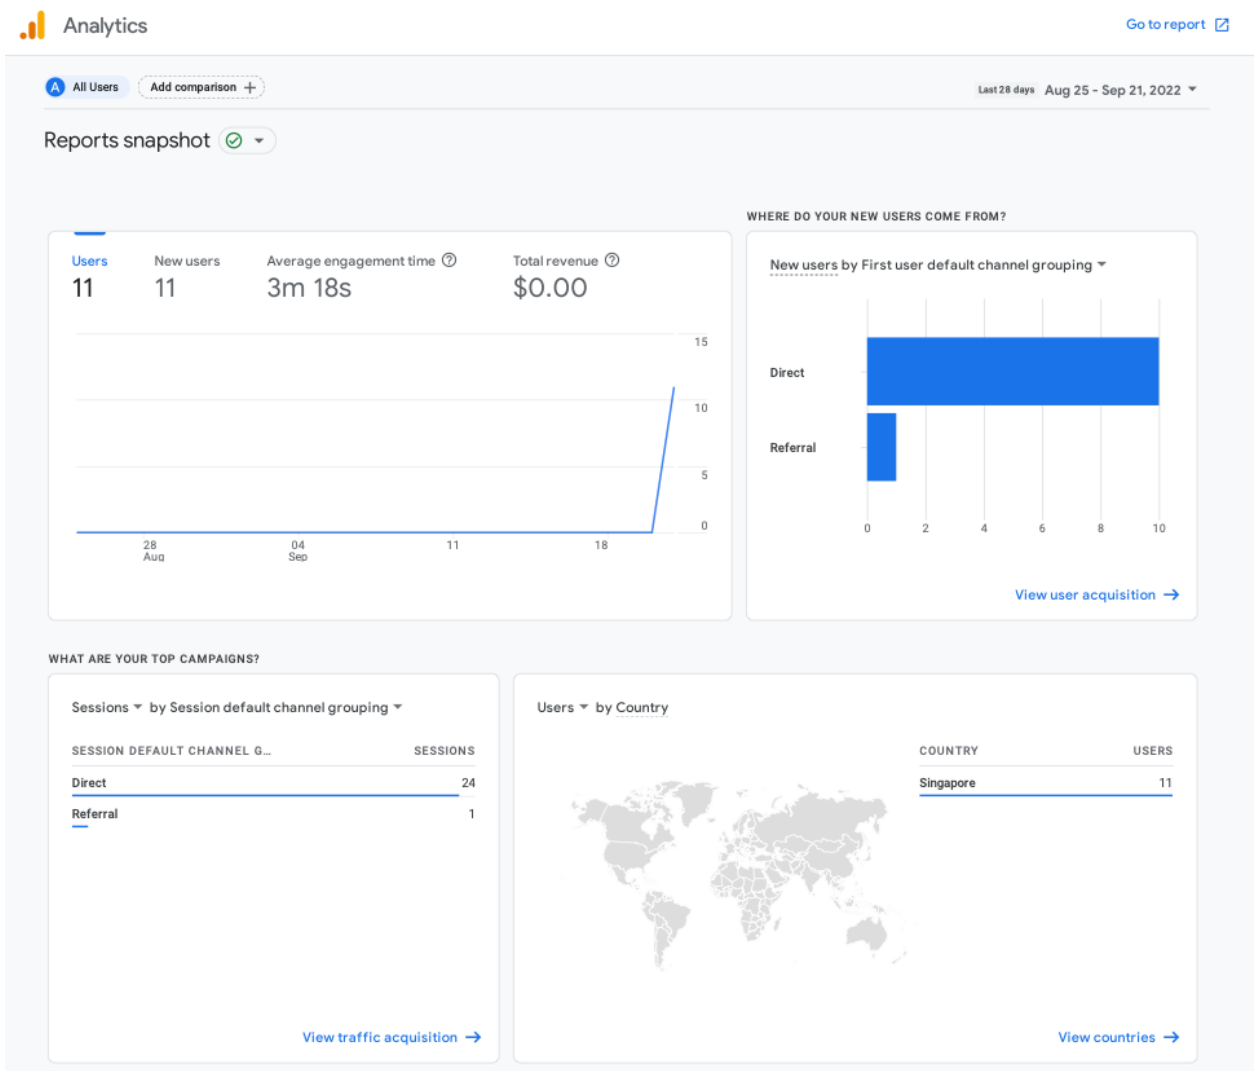 Analytics
Go to report
A All Users
Add comparison +
Last 28 days Aug 25 - Sep 21, 2022
Reports snapshot
Users
11
New users
11
Average engagement time ?
3m 18s
Total revenue ?
$0.00
15
10
5
0
28
Aug
04
Sep
11
18
WHERE DO YOUR NEW USERS COME FROM?
New users by First user default channel grouping
Direct
Referral
0 2 4 6 8 10
View user acquisition →
WHAT ARE YOUR TOP CAMPAIGNS?
Sessions by Session default channel grouping
SESSION DEFAULT CHANNEL G... SESSIONS
Direct 24
Referral 1
View traffic acquisition →
Users by Country
COUNTRY USERS
Singapore 11
View countries →